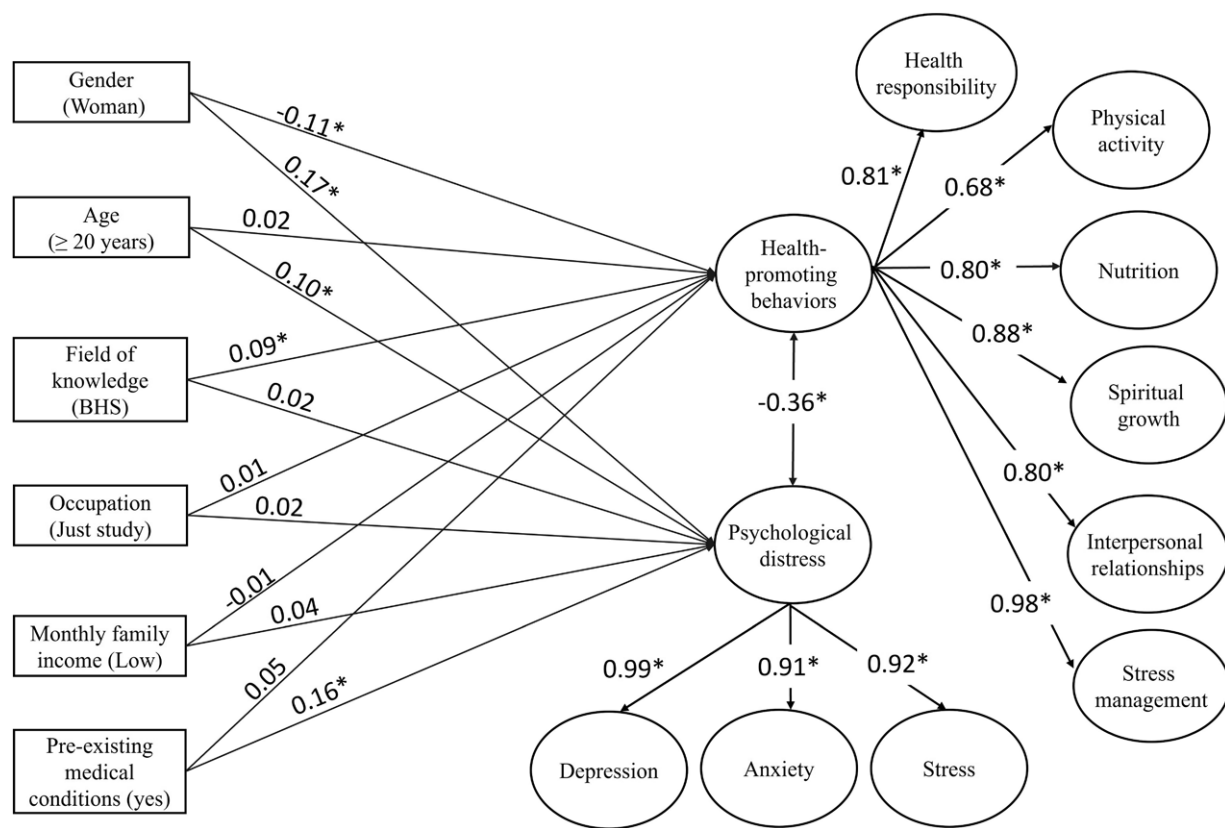 Gender
(Woman)
Age
(≥ 20 years)
Field of
knowledge
(BHS)
Occupation
(Just study)
Monthly family
income (Low)
Pre-existing
medical
conditions (yes)
-0.11*
0.17*
0.02
0.10*
0.09*
0.02
0.01
0.02
-0.01
0.04
0.05
0.16*
Health-
promoting
behaviors
-0.36*
Psychological
distress
0.81*
0.68*
0.80*
0.88*
0.80*
0.98*
Health
responsibility
Physical
activity
Nutrition
Spiritual
growth
Interpersonal
relationships
Stress
management
0.99*
0.91*
0.92*
Depression
Anxiety
Stress